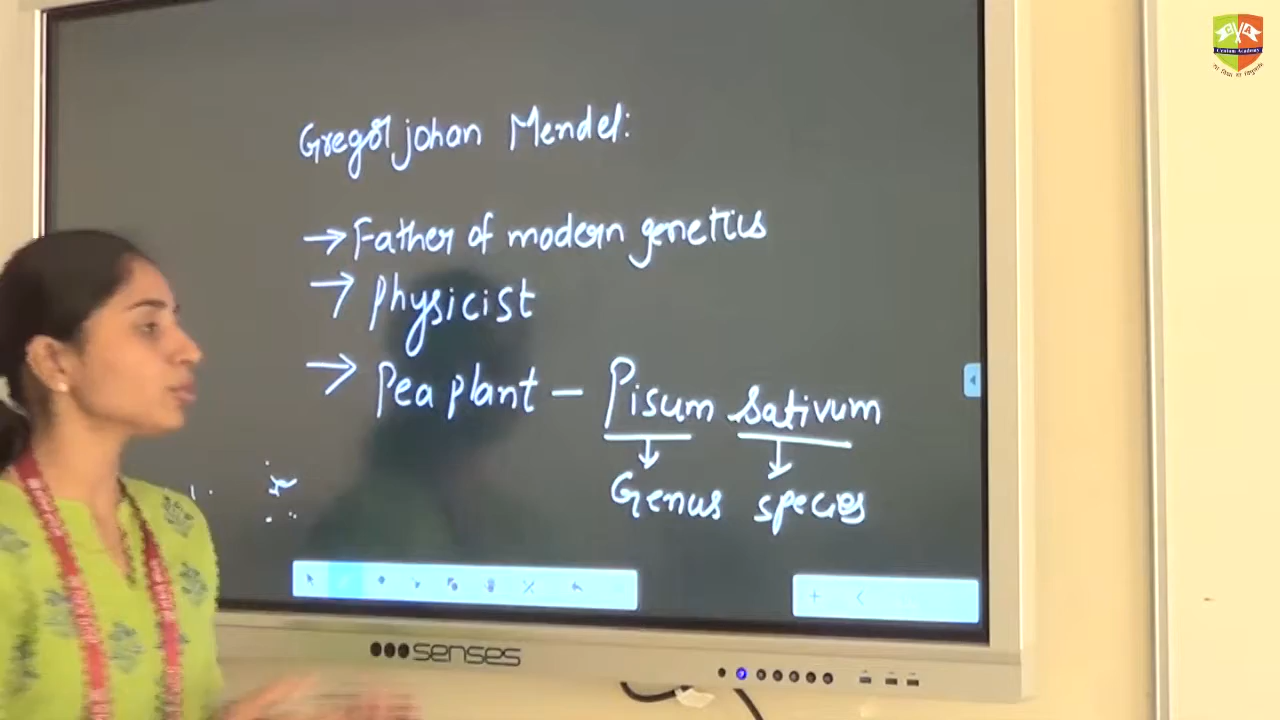 Gregor johan Mendel:
→ Father of modern genetics
→ physicist
→ pea plant – Pisum sativum
Genus species
senses